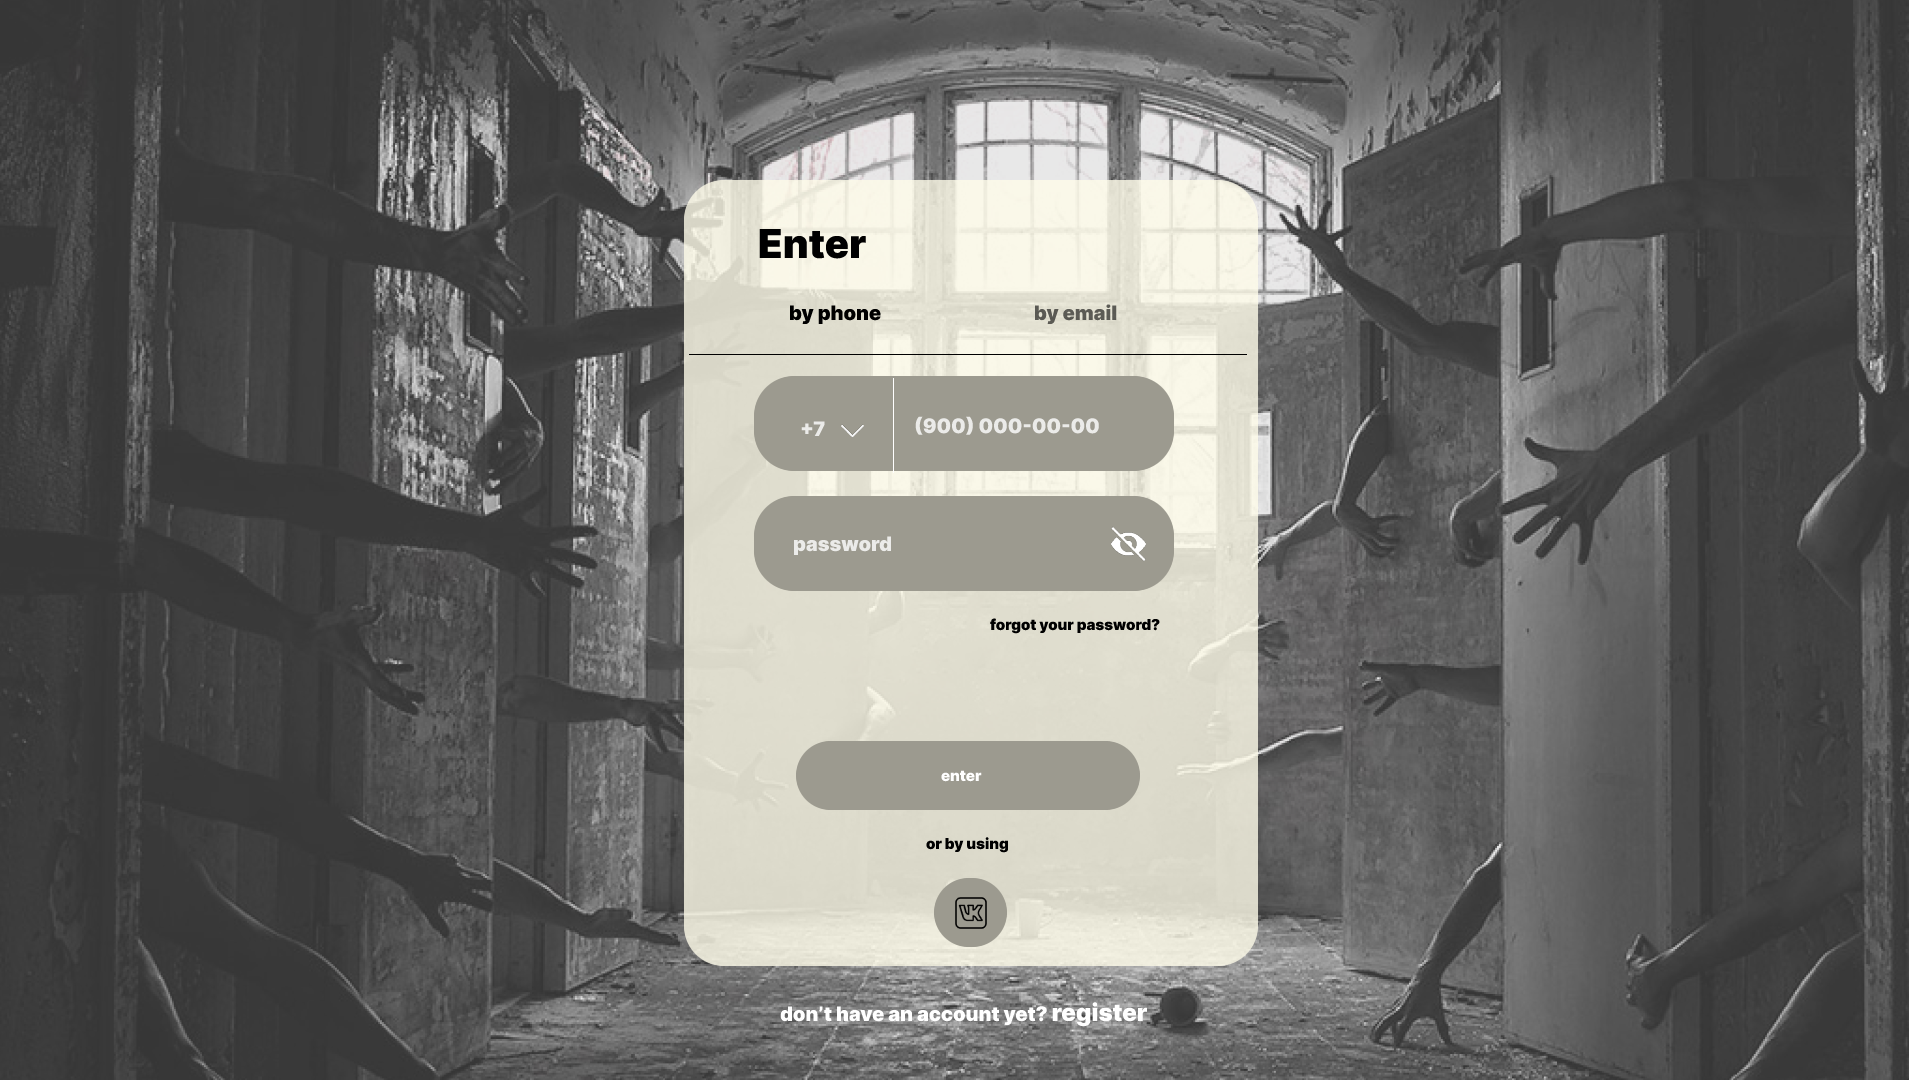 Enter
by phone
by email
+7
(900) 000-00-00
password
forgot your password?
enter
or by using
VK
don't have an account yet? register